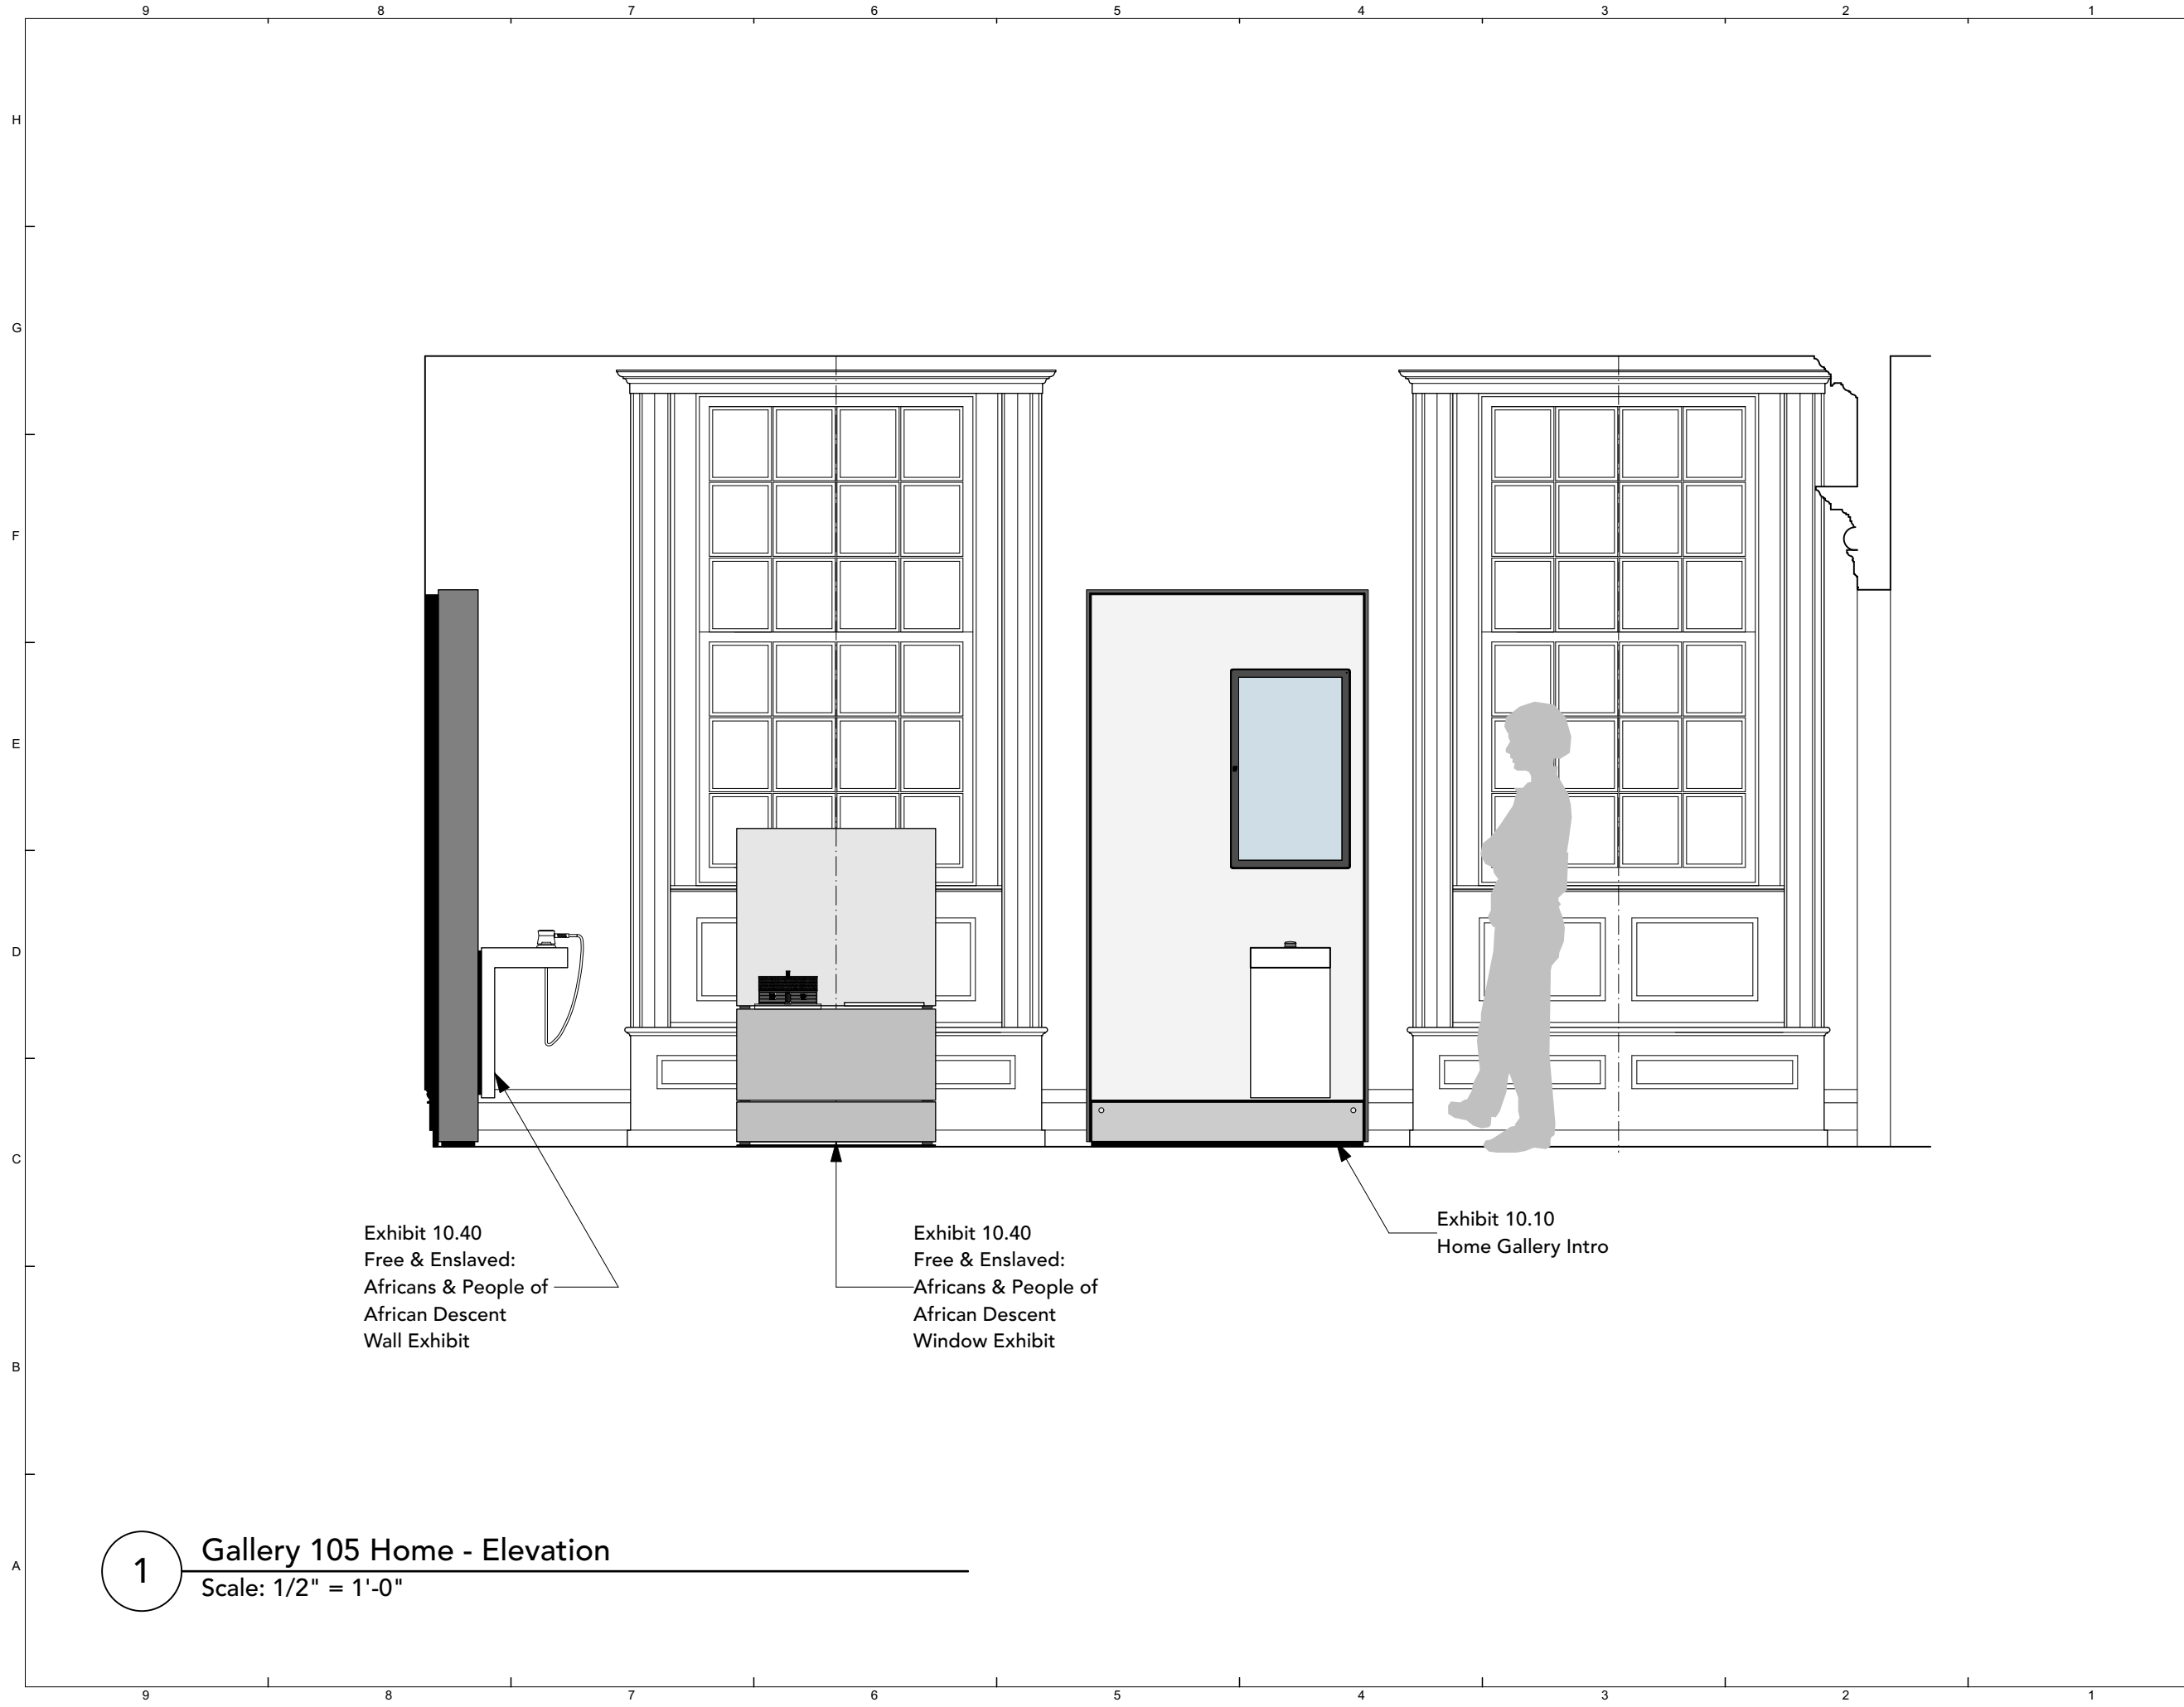 9 8 7 6 5 4 3 2 1
H
G
F
E
D
C
B
A
Exhibit 10.40
Free & Enslaved:
Africans & People of
African Descent
Wall Exhibit
Exhibit 10.40
Free & Enslaved:
Africans & People of
African Descent
Window Exhibit
Exhibit 10.10
Home Gallery Intro
1
Gallery 105 Home - Elevation
Scale: 1/2" = 1'-0"
9 8 7 6 5 4 3 2 1